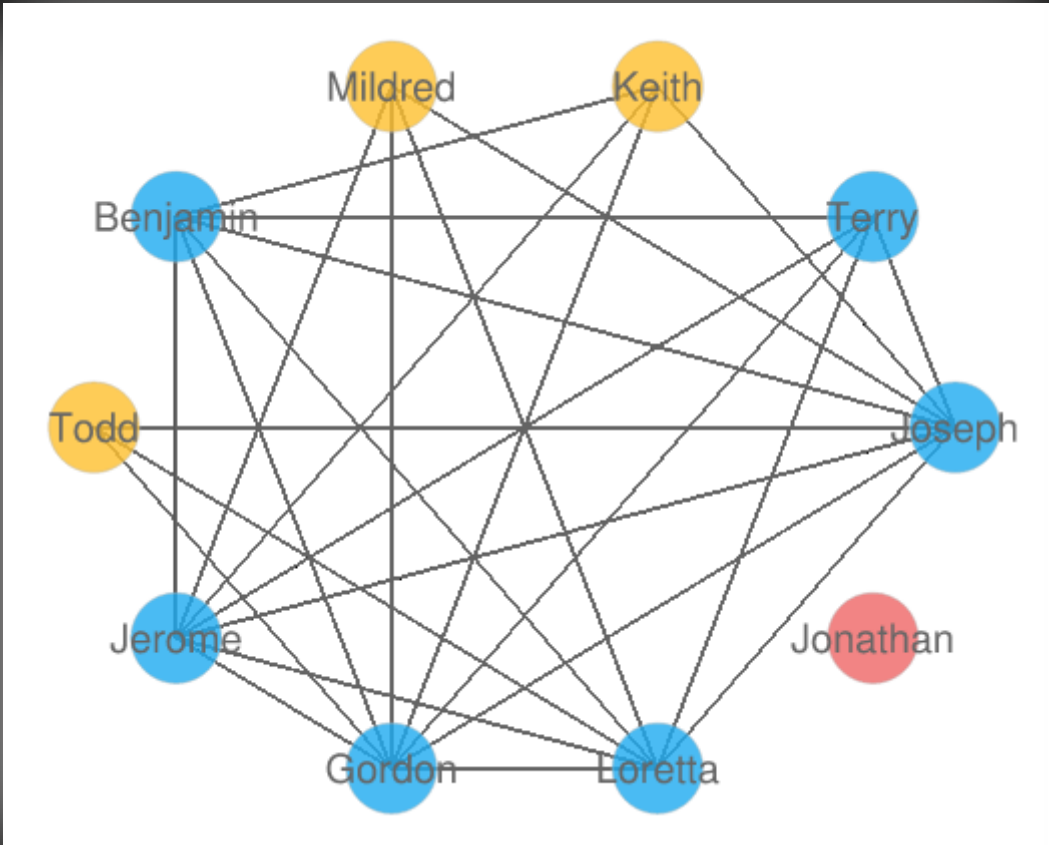 Mildred
Keith
Benjamin
Terry
Todd
Joseph
Jerome
Jonathan
Gordon
Loretta